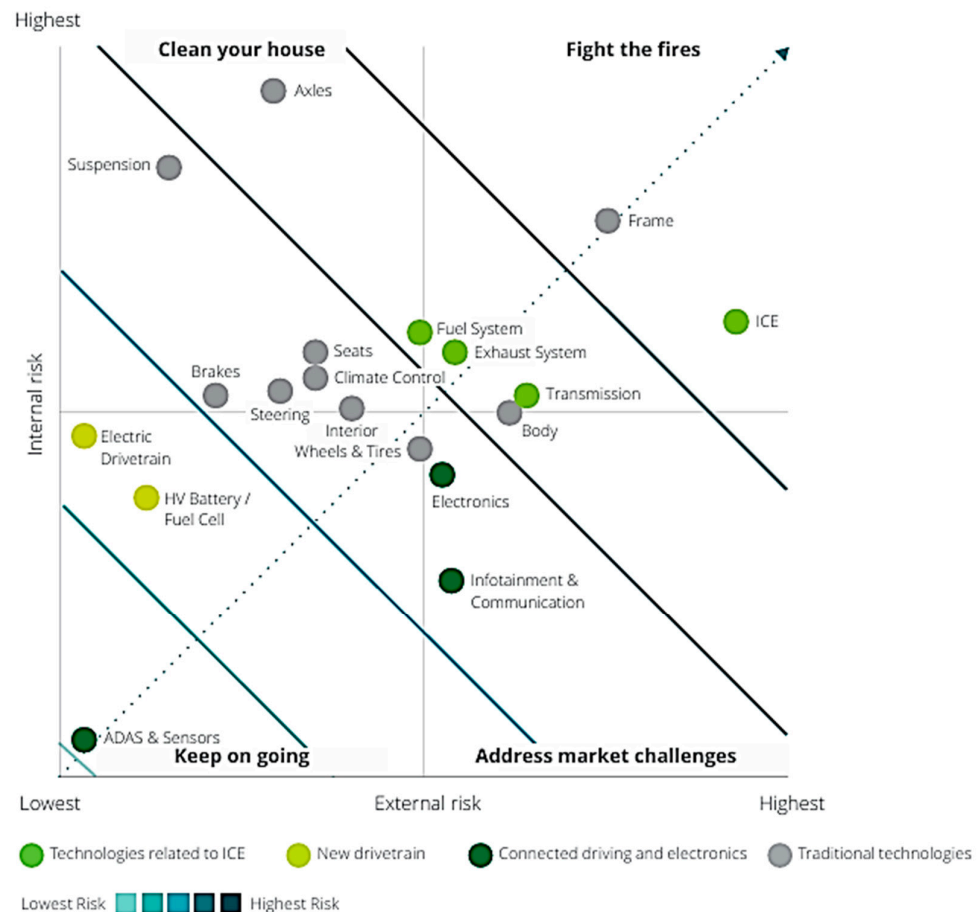 Highest
Clean your house
Fight the fires
Axles
Suspension
Frame
ICE
Fuel System
Seats
Exhaust System
Brakes
Climate Control
Transmission
Steering
Interior
Body
Internal risk
Electric
Drivetrain
Wheels & Tires
HV Battery /
Fuel Cell
Electronics
Infotainment &
Communication
ADAS & Sensors
Keep on going
Address market challenges
Lowest
External risk
Highest
Technologies related to ICE
New drivetrain
Connected driving and electronics
Traditional technologies
Lowest Risk
Highest Risk